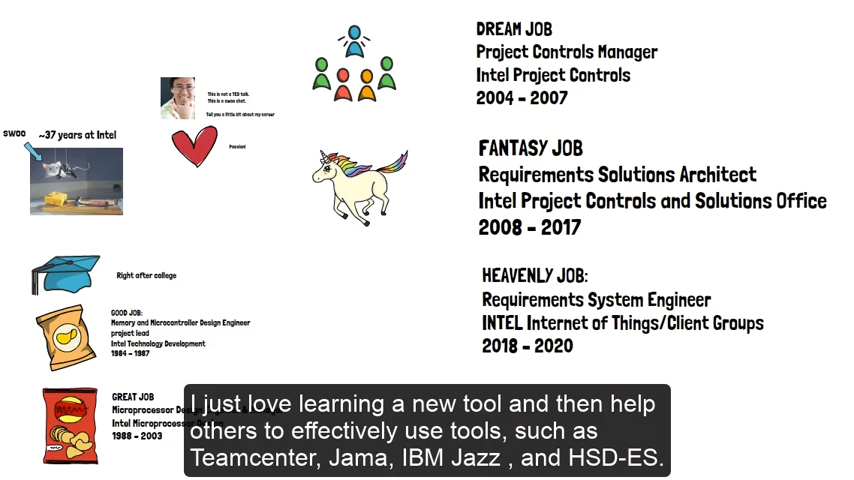 This is not a TED talk.
This is a swoo shot.
Tell you a little bit about my career
swoo
~37 years at Intel
Passion!
Right after college
GOOD JOB:
Memory and Microcontroller Design Engineer
project lead
Intel Technology Development
1984 - 1987
GREAT JOB
Microprocessor
Intel Microprocessor
1988 - 2003
DREAM JOB
Project Controls Manager
Intel Project Controls
2004 - 2007
FANTASY JOB
Requirements Solutions Architect
Intel Project Controls and Solutions Office
2008 - 2017
HEAVENLY JOB:
Requirements System Engineer
INTEL Internet of Things/Client Groups
2018 - 2020
I just love learning a new tool and then help
others to effectively use tools, such as
Teamcenter, Jama, IBM Jazz , and HSD-ES.